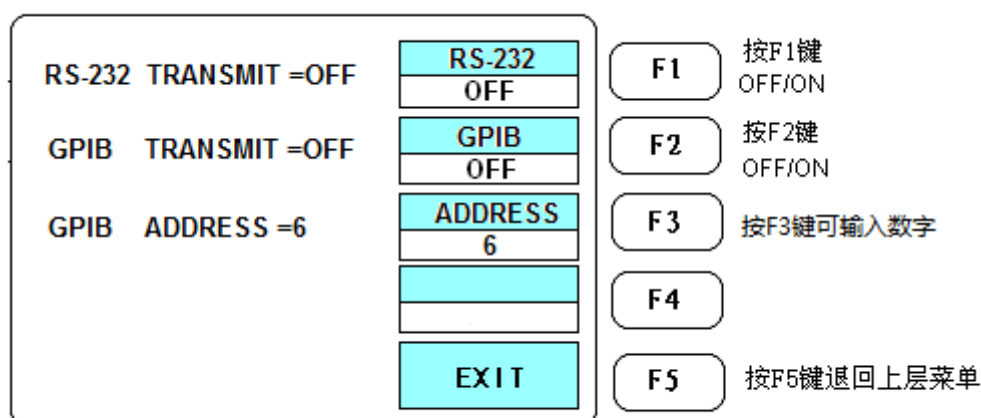 RS-232 TRANSMIT =OFF
RS-232
OFF
F1
按F1键
OFF/ON
GPIB TRANSMIT =OFF
GPIB
OFF
F2
按F2键
OFF/ON
GPIB ADDRESS =6
ADDRESS
6
F3
按F3键可输入数字
F4
EXIT
F5
按F5键退回上层菜单